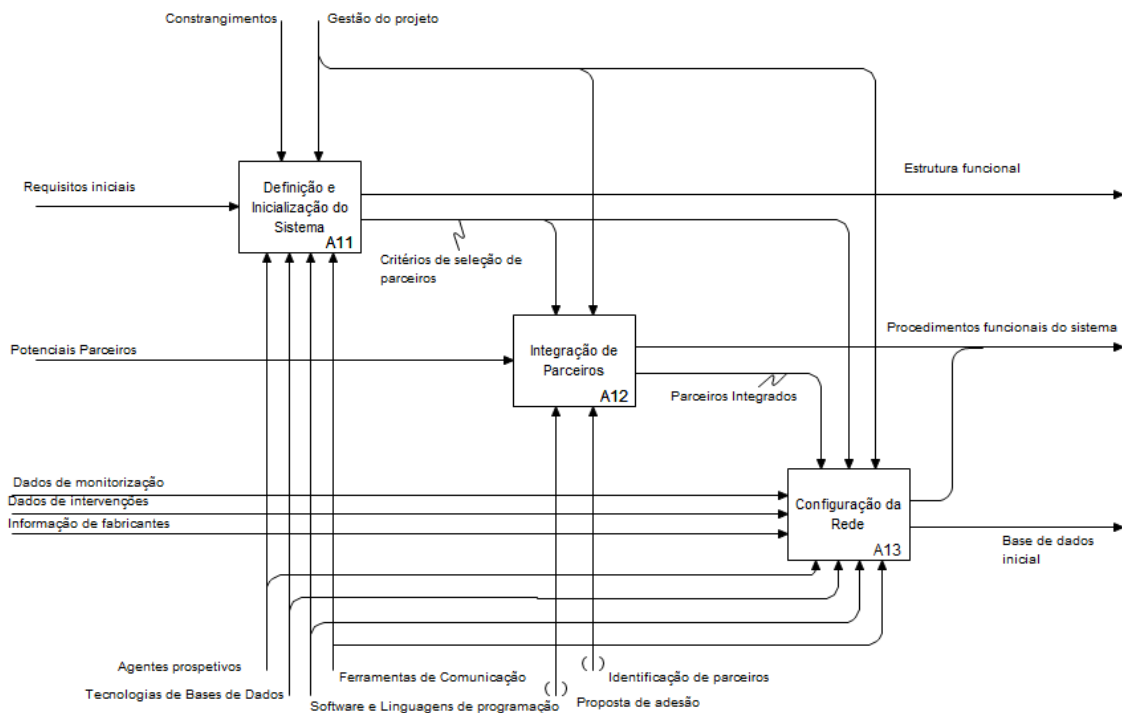 Constrangimentos
Gestão do projeto
Requisitos iniciais
Definição e
Inicialização do
Sistema
A11
Estrutura funcional
Critérios de seleção de
parceiros
Potenciais Parceiros
Integração de
Parceiros
A12
Procedimentos funcionais do sistema
Parceiros Integrados
Dados de monitorização
Dados de intervenções
Informação de fabricantes
Configuração da
Rede
A13
Base de dados
inicial
Agentes prospetivos
Ferramentas de Comunicação
( ) Identificação de parceiros
Tecnologias de Bases de Dados
Software e Linguagens de programação
( ) Proposta de adesão